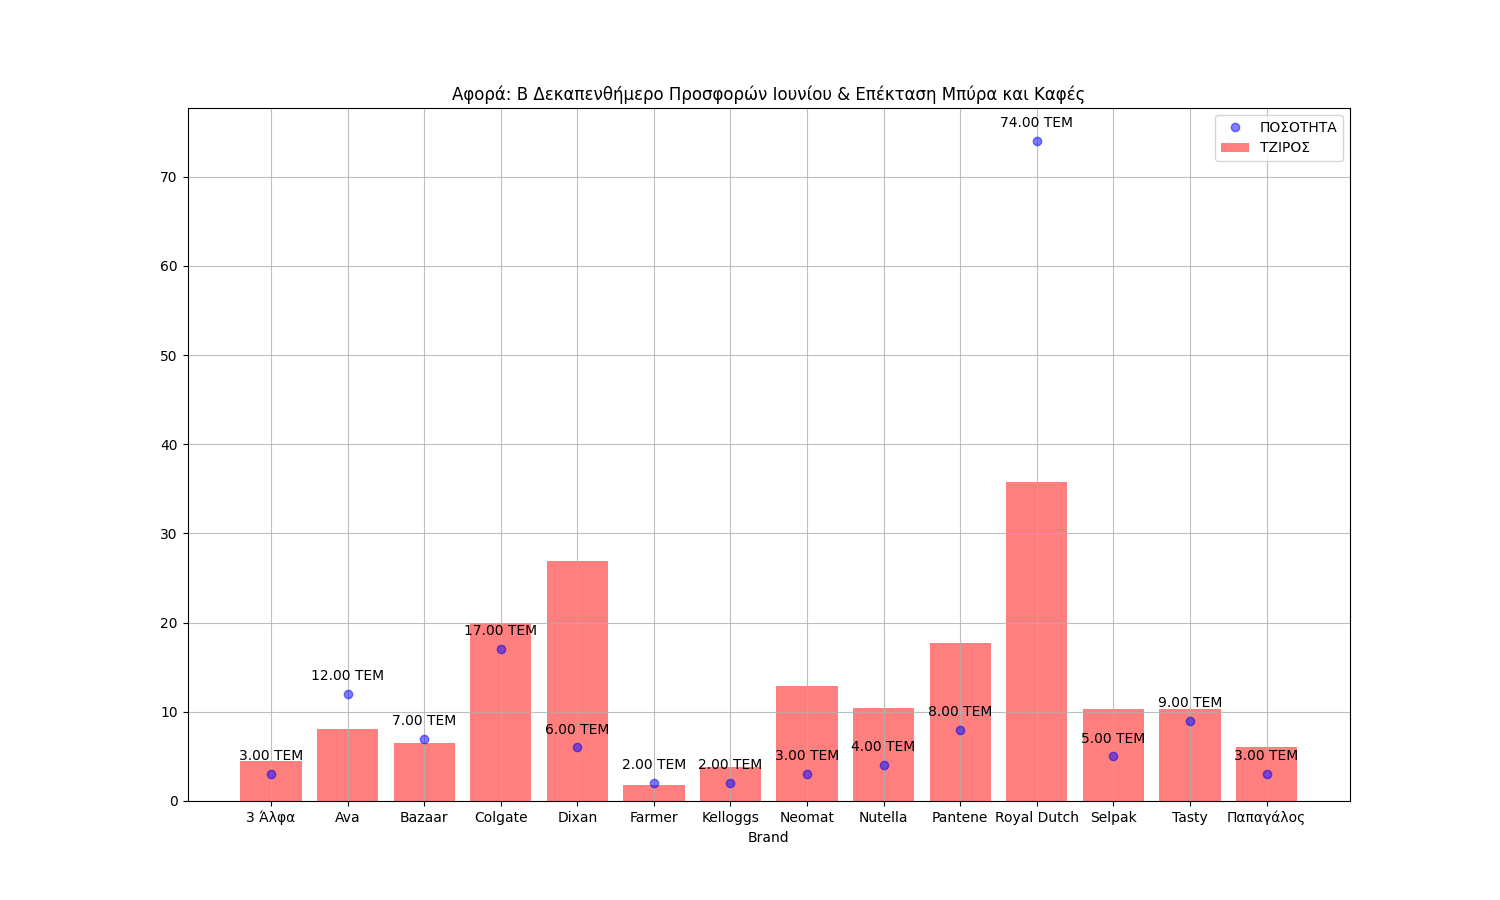 Αφορά: Β Δεκαπενθήμερο Προσφορών Ιουνίου & Επέκταση Μπύρα και Καφές
ΠΟΣΟΤΗΤΑ
ΤΖΙΡΟΣ
74.00 TEM
70
60
50
40
30
20
17.00 TEM
12.00 TEM
10
7.00 TEM
6.00 TEM
8.00 TEM
9.00 TEM
3.00 TEM
2.00 TEM
2.00 TEM
3.00 TEM
4.00 TEM
5.00 TEM
3.00 TEM
0
3 Άλφα Ava Bazaar Colgate Dixan Farmer Kelloggs Neomat Nutella Pantene Royal Dutch Selpak Tasty Παπαγάλος
Brand